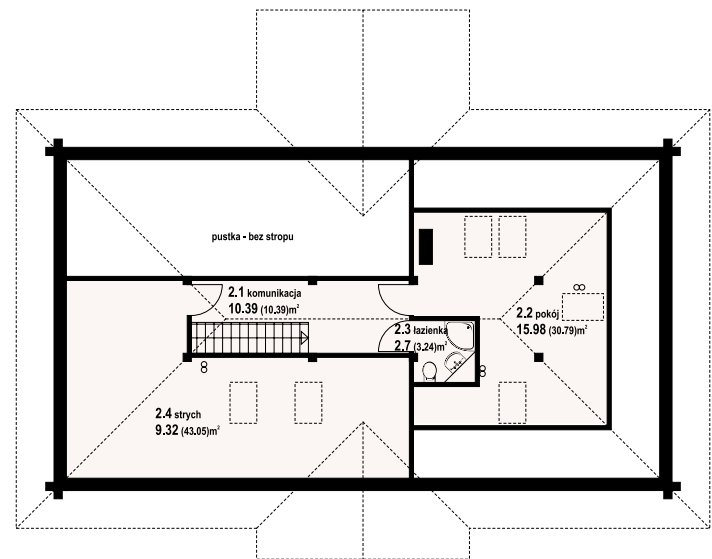 pustka - bez stropu
2.1 komunikacja
10.39 (10.39)m²
2.2 pokój
15.98 (30.79)m²
2.3 łazienka
2.7 (3.24)m²
2.4 strych
9.32 (43.05)m²